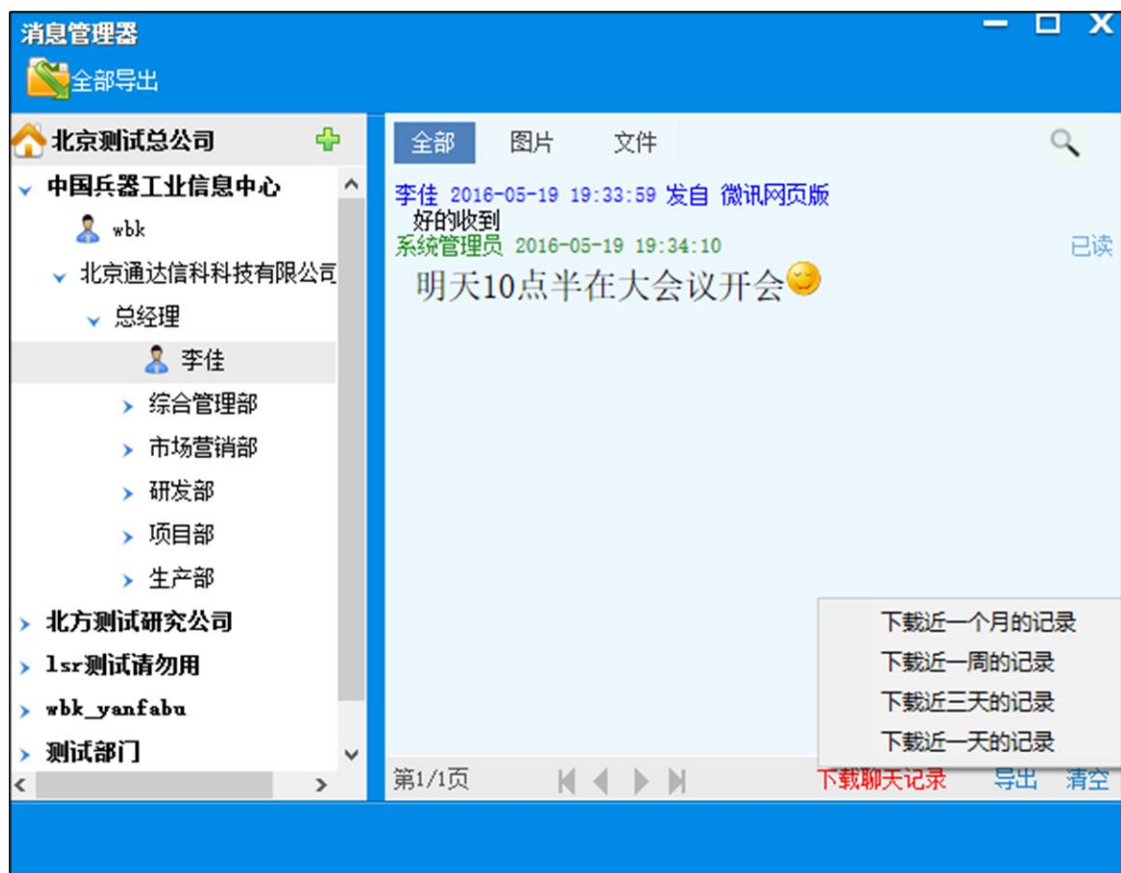 消息管理器
全部导出
北京测试总公司
中国兵器工业信息中心
wbk
北京通达信科科技有限公司
总经理
李佳
综合管理部
市场营销部
研发部
项目部
生产部
北方测试研究公司
lsr测试请勿用
wbk_yanfabu
测试部门
全部 图片 文件
李佳 2016-05-19 19:33:59 发自 微讯网页版
好的收到
系统管理员 2016-05-19 19:34:10 已读
明天10点半在大会议开会
下载近一个月的记录
下载近一周的记录
下载近三天的记录
下载近一天的记录
第1/1页 下载聊天记录 导出 清空